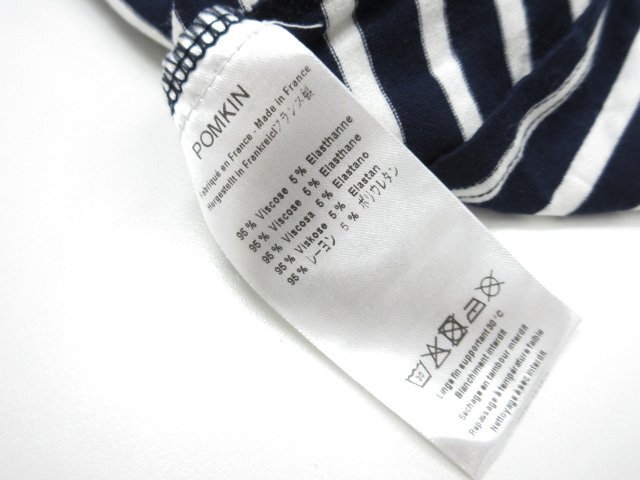 POMKIN
Fabriqué en France - Made in France
Hergestellt in Frankreich フランス製
95 % Viscose 5 % Elasthanne
95 % Viscose 5 % Elasthane
95 % Viscosa 5 % Elastano
95 % Viskose 5 % Elastan
95 % レーヨン 5 % ポリウレタン
30
Linge fin supportant 30 °C
Blanchiment interdit
Séchage en tambour interdit
Repassage à température faible
Nettoyage à sec interdit